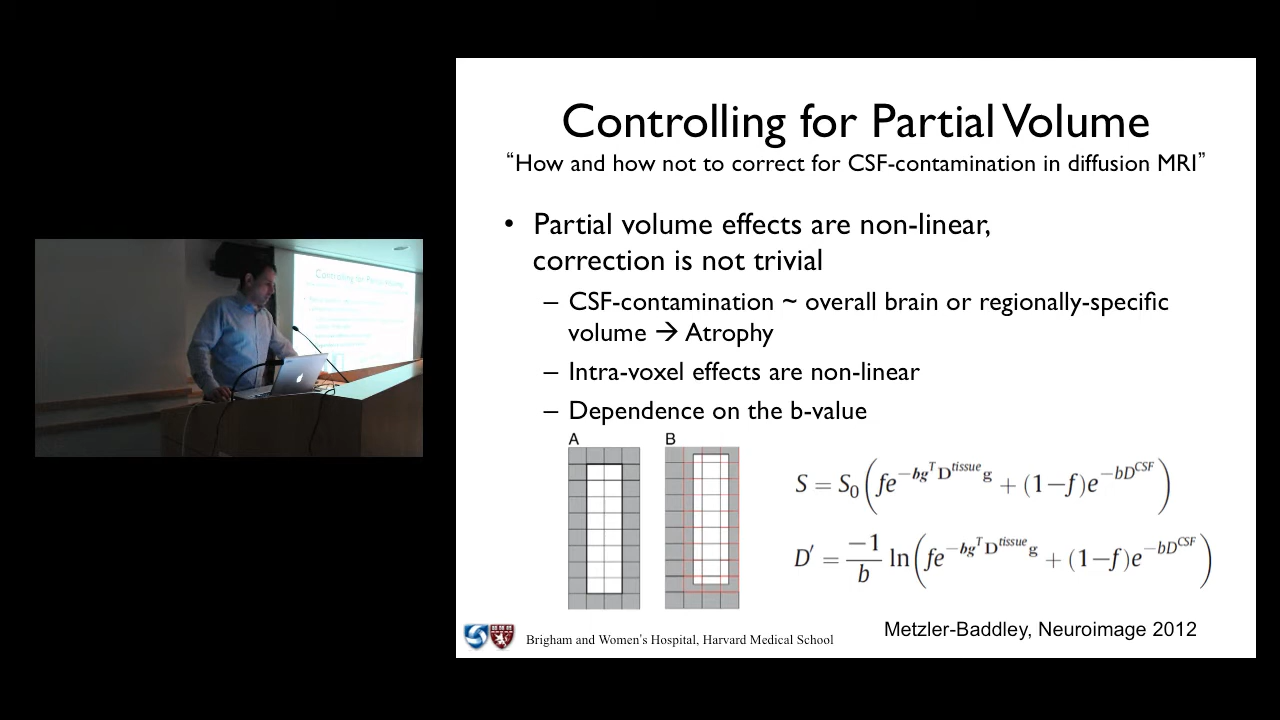 Controlling for Partial Volume
“How and how not to correct for CSF-contamination in diffusion MRI”
• Partial volume effects are non-linear,
correction is not trivial
– CSF-contamination ~ overall brain or regionally-specific
volume → Atrophy
– Intra-voxel effects are non-linear
– Dependence on the b-value
A B
S = S₀(fe^{-bg^T D^{tissue} g} + (1−f)e^{-bD^{CSF}})
D′ = −1/b ln(fe^{-bg^T D^{tissue} g} + (1−f)e^{-bD^{CSF}})
Metzler-Baddley, Neuroimage 2012
Brigham and Women's Hospital, Harvard Medical School